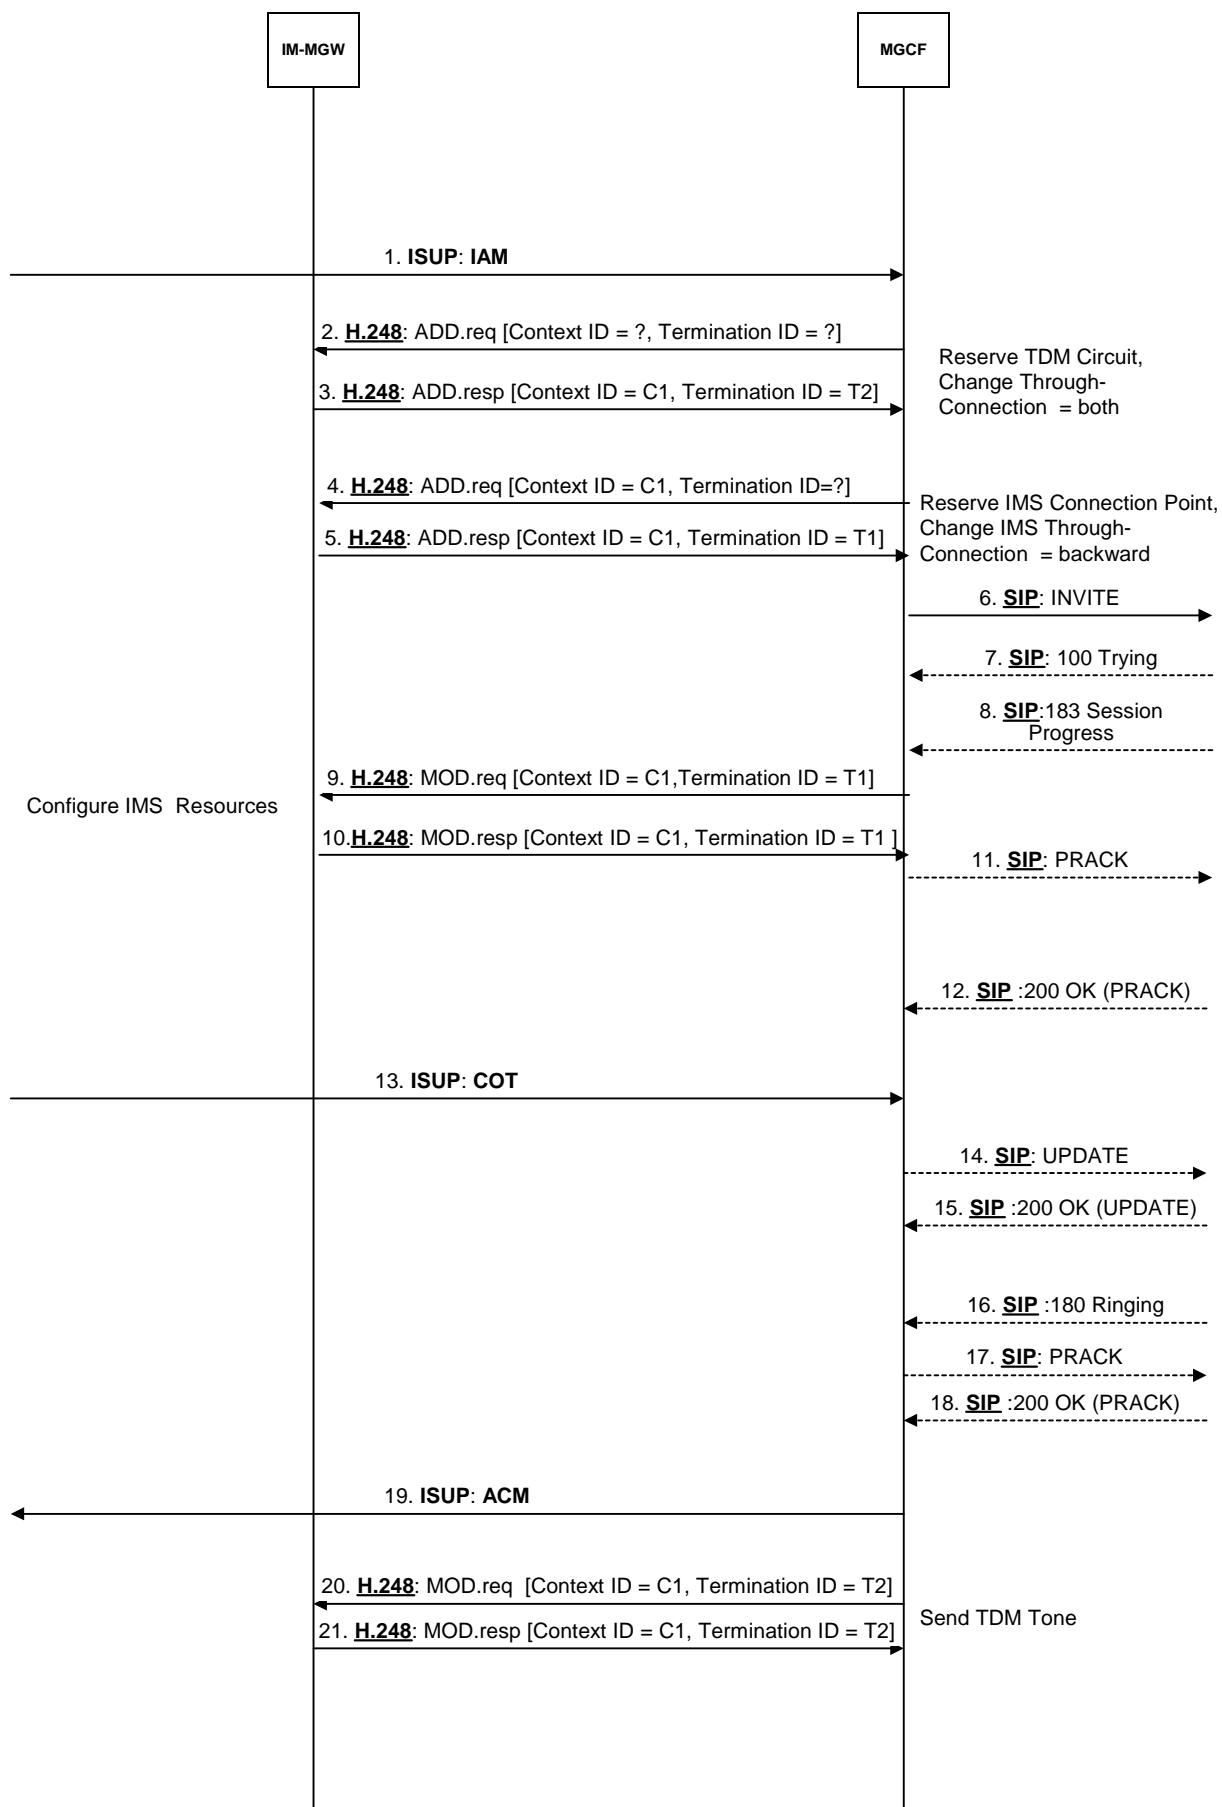 IM-MGW
MGCF
1. ISUP: IAM
2. H.248: ADD.req [Context ID = ?, Termination ID = ?]
Reserve TDM Circuit,
Change Through-
Connection = both
3. H.248: ADD.resp [Context ID = C1, Termination ID = T2]
4. H.248: ADD.req [Context ID = C1, Termination ID=?]
Reserve IMS Connection Point,
Change IMS Through-
Connection = backward
5. H.248: ADD.resp [Context ID = C1, Termination ID = T1]
6. SIP: INVITE
7. SIP: 100 Trying
8. SIP:183 Session
Progress
9. H.248: MOD.req [Context ID = C1,Termination ID = T1]
Configure IMS Resources
10.H.248: MOD.resp [Context ID = C1, Termination ID = T1 ]
11. SIP: PRACK
12. SIP :200 OK (PRACK)
13. ISUP: COT
14. SIP: UPDATE
15. SIP :200 OK (UPDATE)
16. SIP :180 Ringing
17. SIP: PRACK
18. SIP :200 OK (PRACK)
19. ISUP: ACM
20. H.248: MOD.req [Context ID = C1, Termination ID = T2]
Send TDM Tone
21. H.248: MOD.resp [Context ID = C1, Termination ID = T2]